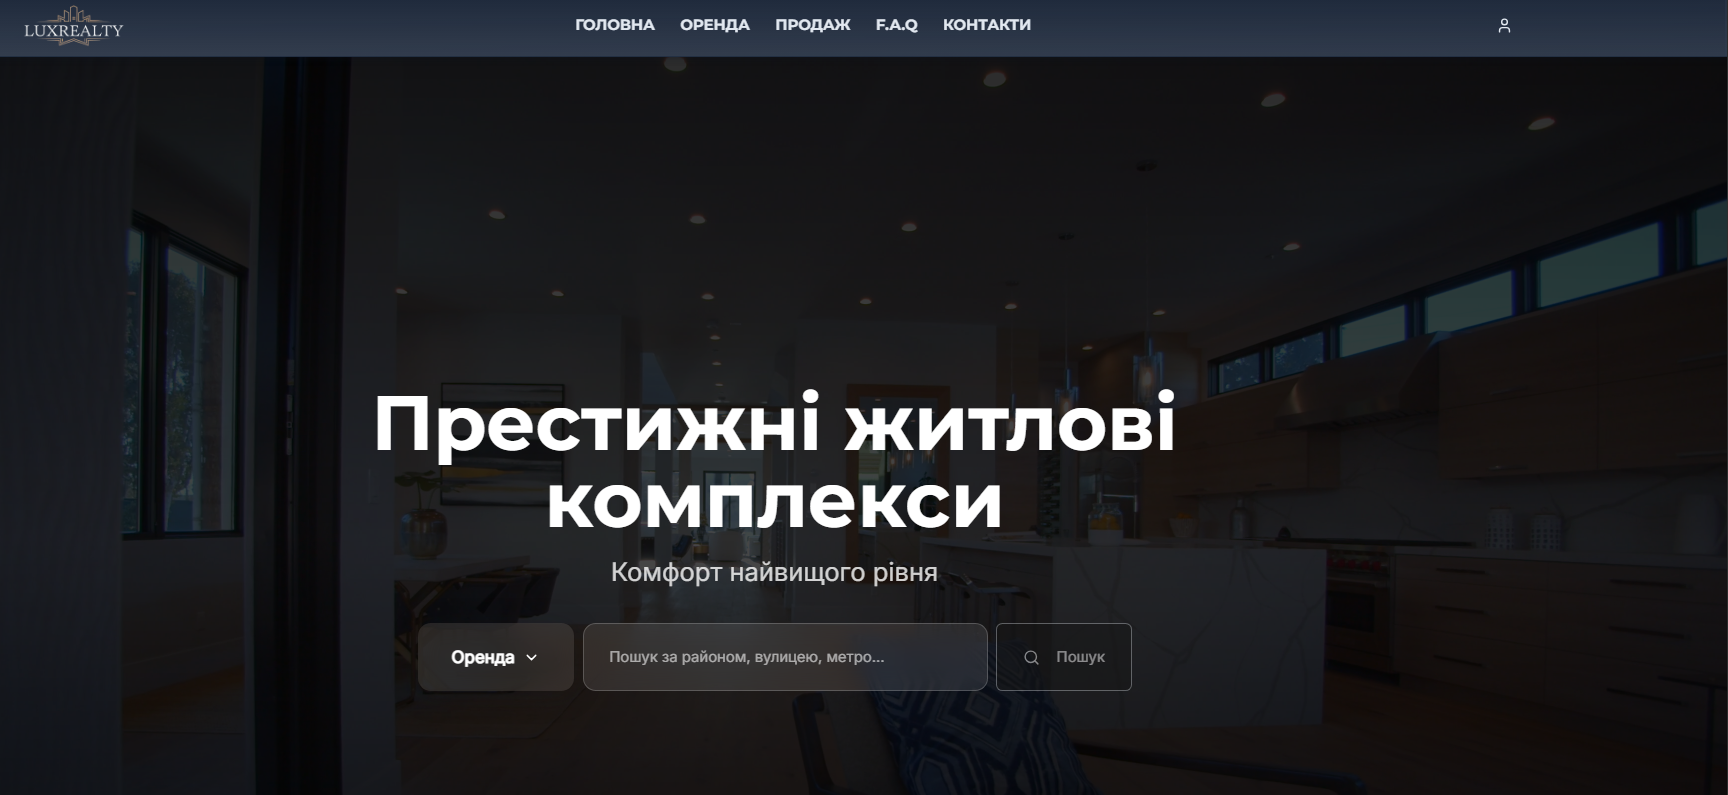 LUXREALTY
ГОЛОВНА ОРЕНДА ПРОДАЖ F.A.Q КОНТАКТИ
Престижні житлові
комплекси
Комфорт найвищого рівня
Оренда
Пошук за районом, вулицею, метро...
Пошук